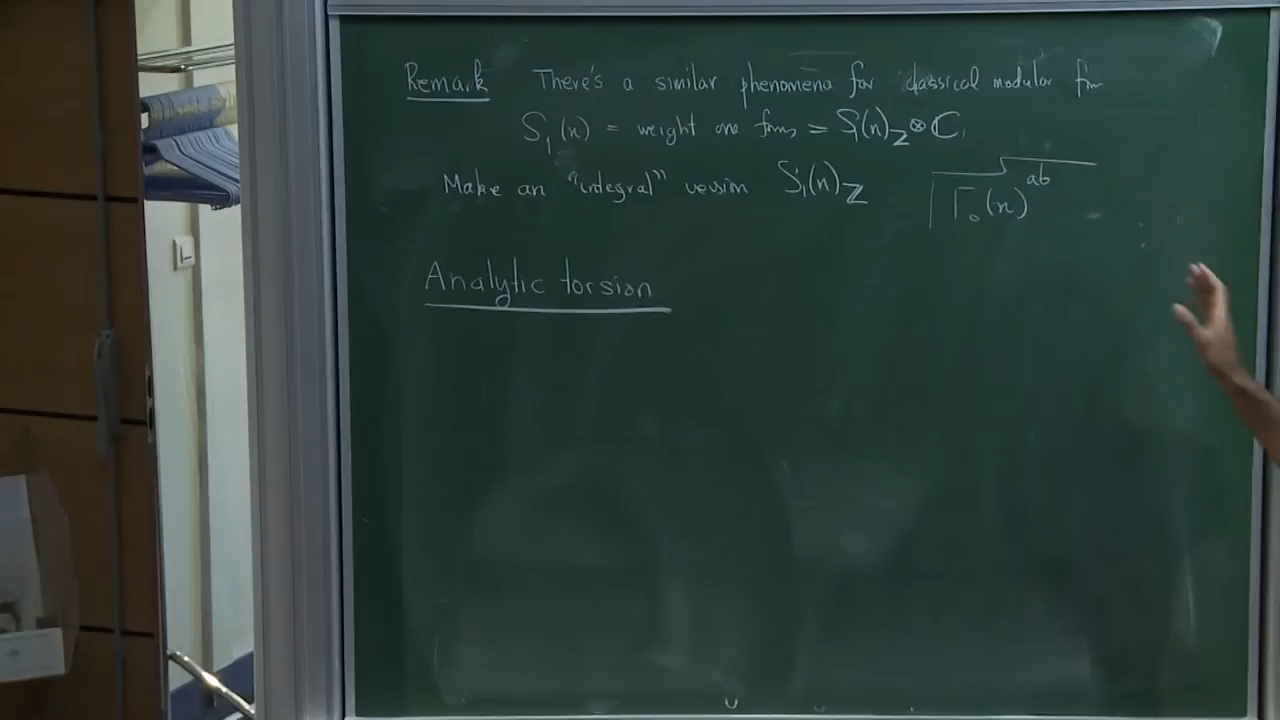 Remark There's a similar phenomena for classical modular fm
S₁(n) = weight one forms = S₁(n)_ℤ ⊗ ℂ,
Make an "integral" version S₁(n)_ℤ Γ₀(n)^ab
Analytic torsion